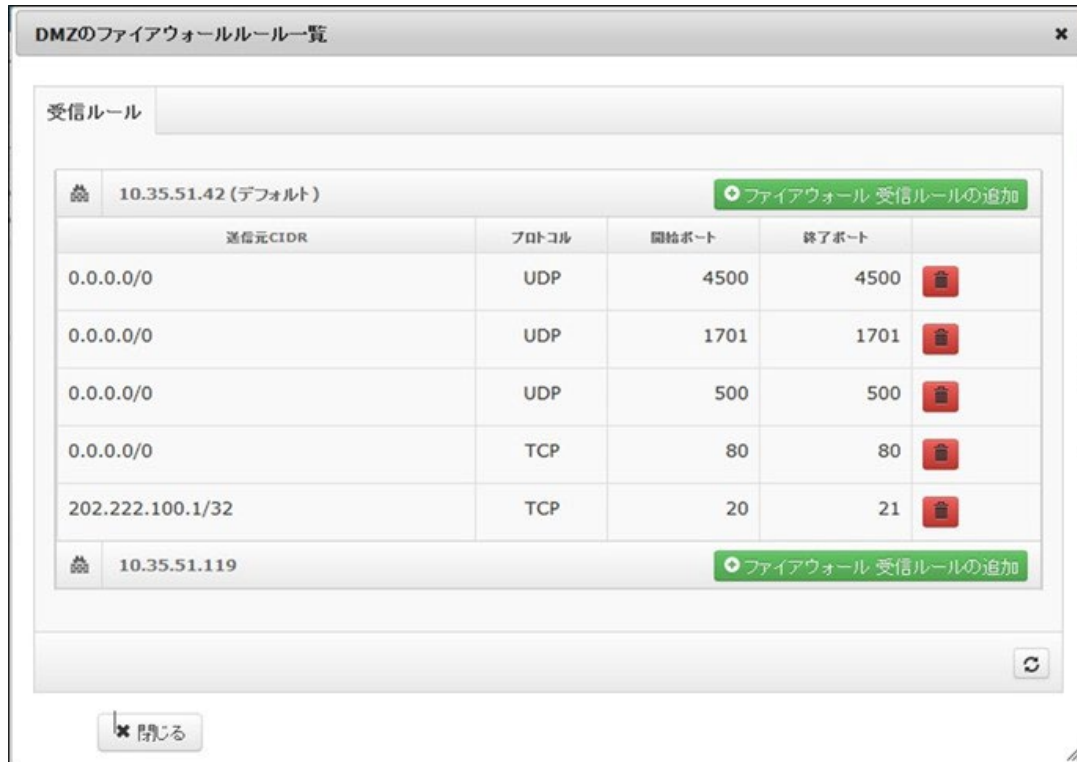 DMZのファイアウォールルール一覧
受信ルール
10.35.51.42 (デフォルト) ファイアウォール 受信ルールの追加
送信元CIDR プロトコル 開始ポート 終了ポート
0.0.0.0/0 UDP 4500 4500
0.0.0.0/0 UDP 1701 1701
0.0.0.0/0 UDP 500 500
0.0.0.0/0 TCP 80 80
202.222.100.1/32 TCP 20 21
10.35.51.119 ファイアウォール 受信ルールの追加
閉じる